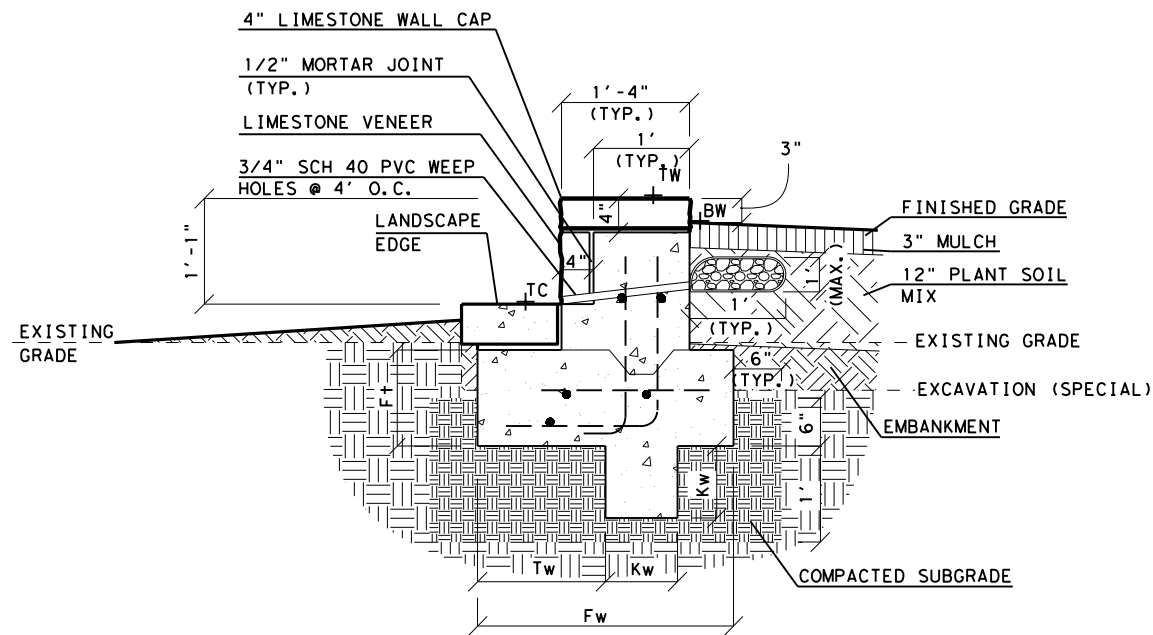 4" LIMESTONE WALL CAP
1/2" MORTAR JOINT
(TYP.)
LIMESTONE VENEER
3/4" SCH 40 PVC WEEP
HOLES @ 4' O.C.
LANDSCAPE
EDGE
1'-4"
(TYP.)
1'
(TYP.)
TW
3"
BW
4"
FINISHED GRADE
3" MULCH
12" PLANT SOIL
MIX
1'
(MAX.)
1'-1"
4"
TC
1'
(TYP.)
EXISTING
GRADE
EXISTING GRADE
6"
(TYP.)
EXCAVATION (SPECIAL)
Ft
6"
EMBANKMENT
Kw
1'
Tw
Kw
COMPACTED SUBGRADE
Fw